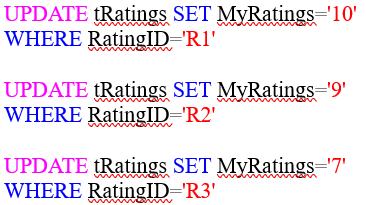 UPDATE tRatings SET MyRatings='10'
WHERE RatingID='R1'
UPDATE tRatings SET MyRatings='9'
WHERE RatingID='R2'
UPDATE tRatings SET MyRatings='7'
WHERE RatingID='R3'